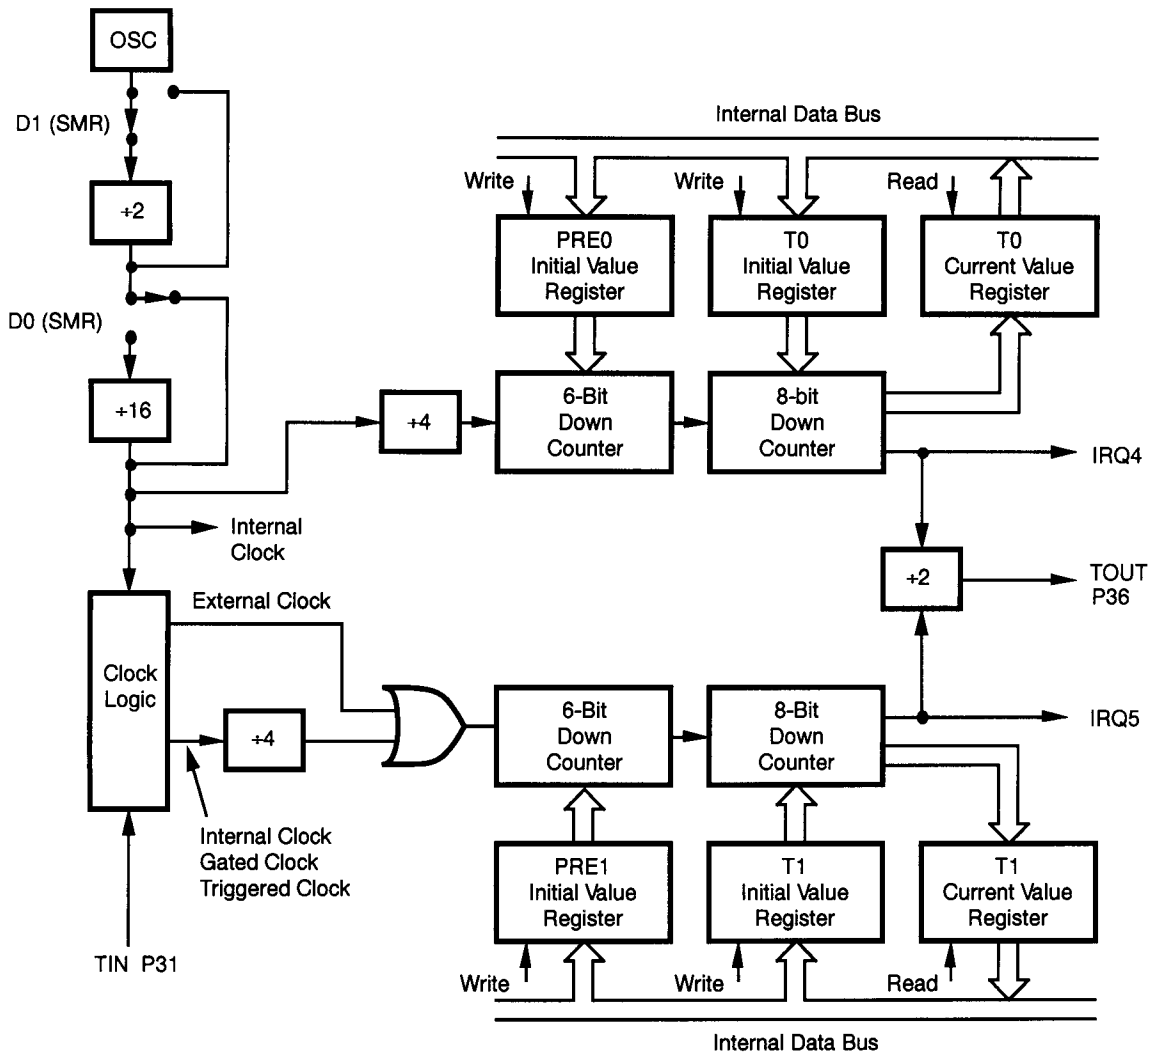 OSC
D1 (SMR)
÷2
D0 (SMR)
÷16
Internal Data Bus
Write
Write
Read
PRE0
Initial Value
Register
T0
Initial Value
Register
T0
Current Value
Register
÷4
6-Bit
Down
Counter
8-bit
Down
Counter
IRQ4
Internal
Clock
÷2
TOUT
P36
External Clock
Clock
Logic
÷4
6-Bit
Down
Counter
8-Bit
Down
Counter
IRQ5
Internal Clock
Gated Clock
Triggered Clock
PRE1
Initial Value
Register
T1
Initial Value
Register
T1
Current Value
Register
TIN P31
Write
Write
Read
Internal Data Bus